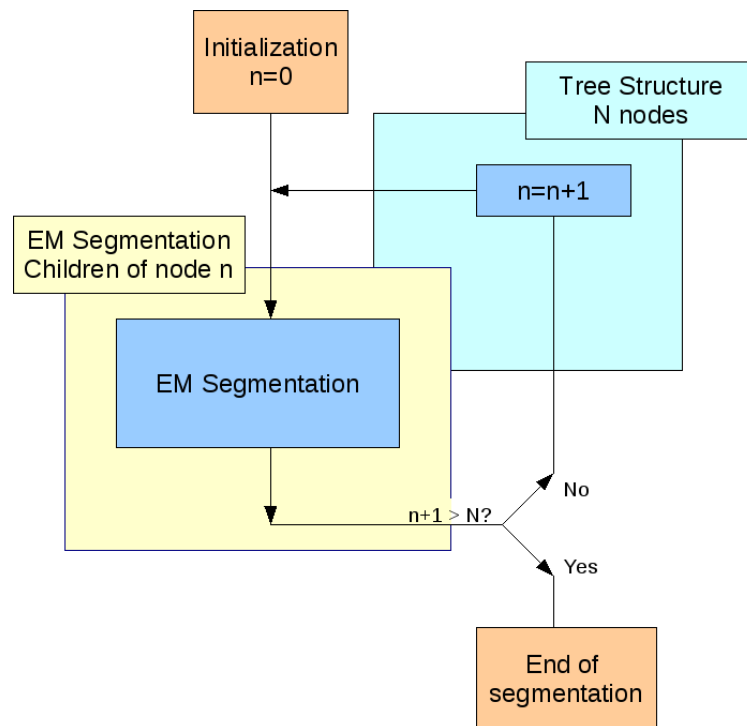 Initialization
n=0
Tree Structure
N nodes
n=n+1
EM Segmentation
Children of node n
EM Segmentation
n+1 > N?
No
Yes
End of
segmentation